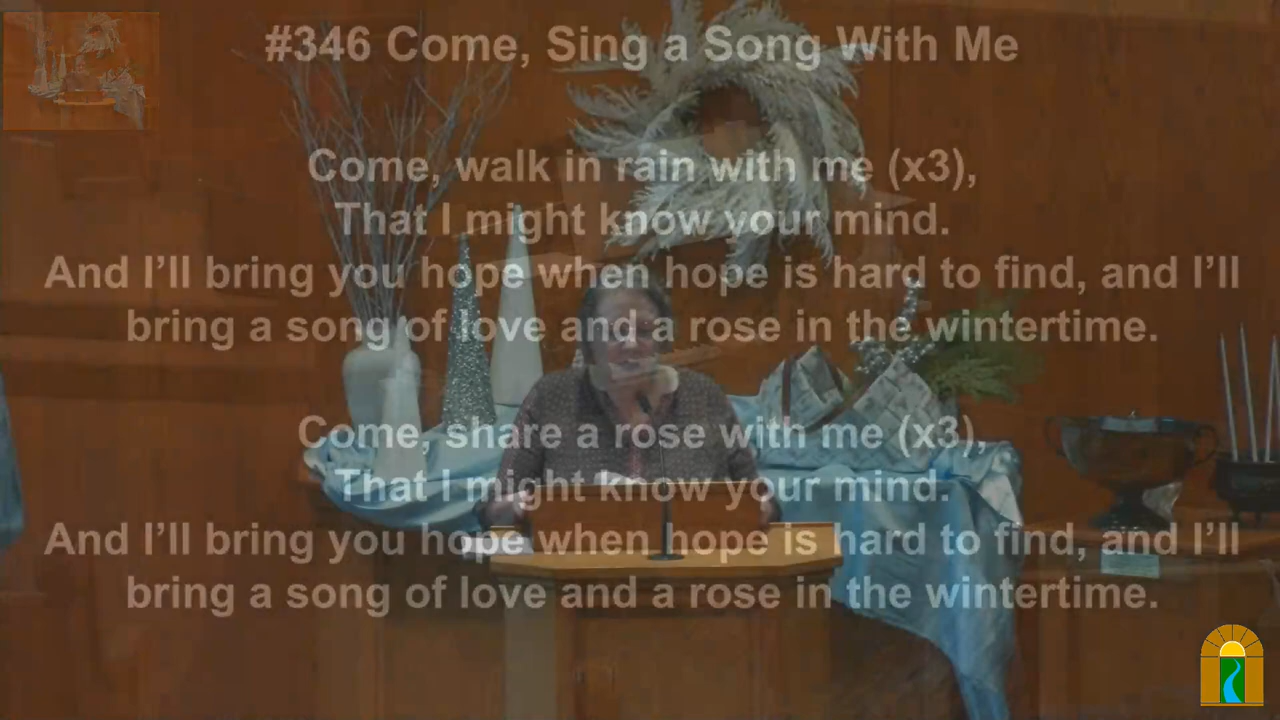 #346 Come, Sing a Song With Me
Come, walk in rain with me (x3),
That I might know your mind.
And I’ll bring you hope when hope is hard to find, and I’ll
bring a song of love and a rose in the wintertime.
Come, share a rose with me (x3),
That I might know your mind.
And I’ll bring you hope when hope is hard to find, and I’ll
bring a song of love and a rose in the wintertime.